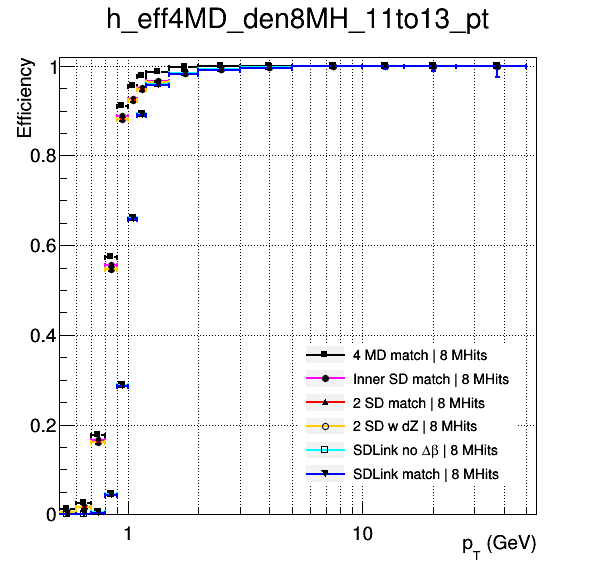 h_eff4MD_den8MH_11to13_pt
Efficiency
1
0.8
0.6
0.4
0.2
0
4 MD match | 8 MHits
Inner SD match | 8 MHits
2 SD match | 8 MHits
2 SD w dZ | 8 MHits
SDLink no Δβ | 8 MHits
SDLink match | 8 MHits
1
10
p_T (GeV)